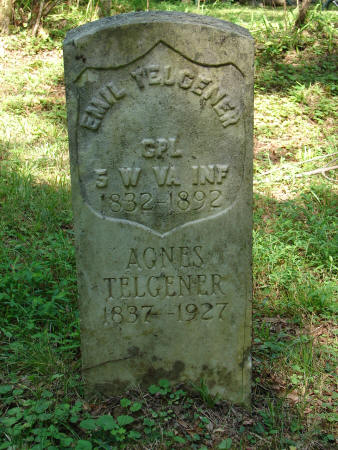 EMIL TELGENER
CPL
5 W VA INF
1832-1892
AGNES
TELGENER
1837-1927